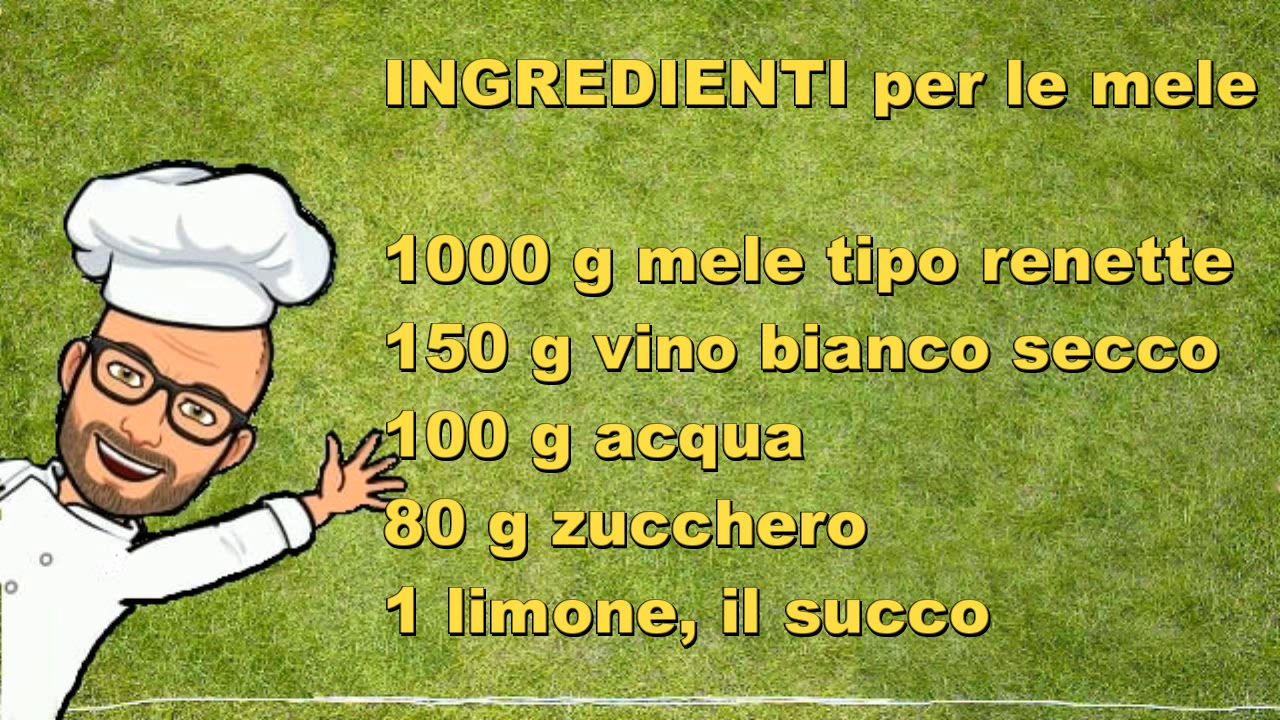 INGREDIENTI per le mele
1000 g mele tipo renette
150 g vino bianco secco
100 g acqua
80 g zucchero
1 limone, il succo